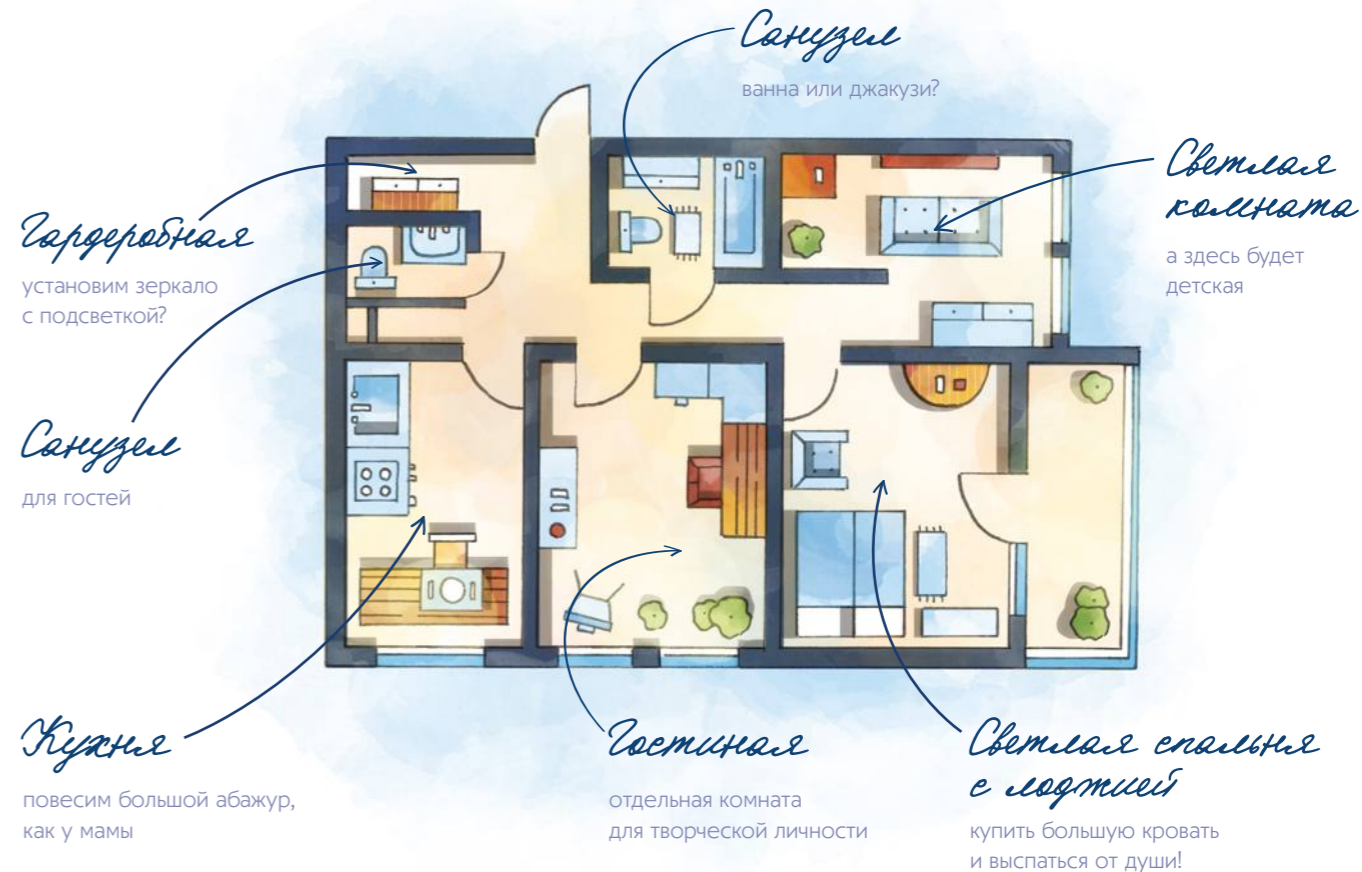 Санузел
ванна или джакузи?
Светлая
комната
а здесь будет
детская
Гардеробная
установим зеркало
с подсветкой?
Санузел
для гостей
Кухня
повесим большой абажур,
как у мамы
Гостиная
отдельная комната
для творческой личности
Светлая спальня
с лоджией
купить большую кровать
и выспаться от души!